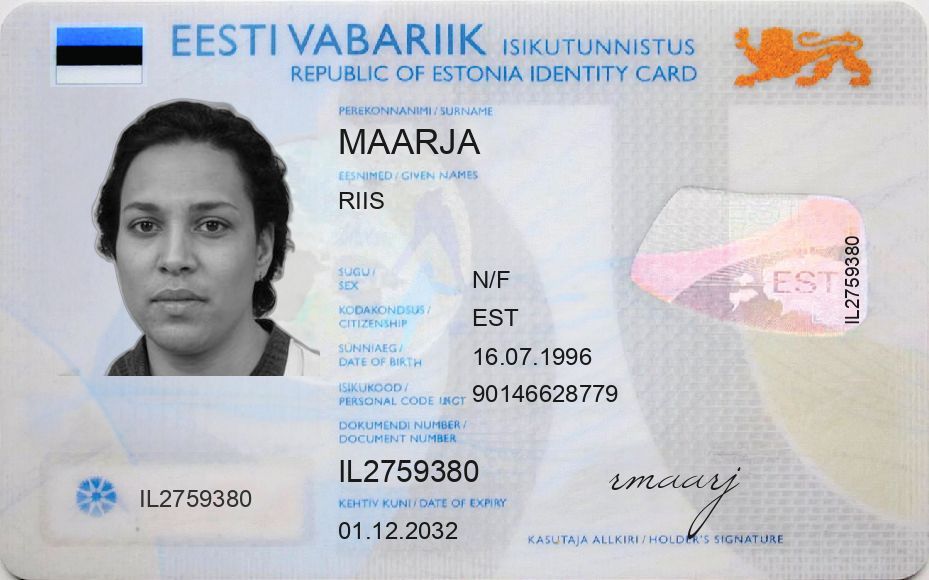 EESTI VABARIIK ISIKUTUNNISTUS
REPUBLIC OF ESTONIA IDENTITY CARD
PEREKONNANIMI / SURNAME
MAARJA
EESNIMED / GIVEN NAMES
RIIS
SUGU /
SEX
N/F
KODAKONDSUS /
CITIZENSHIP
EST
SÜNNIAEG /
DATE OF BIRTH
16.07.1996
ISIKUKOOD /
PERSONAL CODE
90146628779
DOKUMENDI NUMBER /
DOCUMENT NUMBER
IL2759380
KEHTIV KUNI / DATE OF EXPIRY
01.12.2032
IL2759380
EST
IL2759380
rmaarj
KASUTAJA ALLKIRI / HOLDER'S SIGNATURE